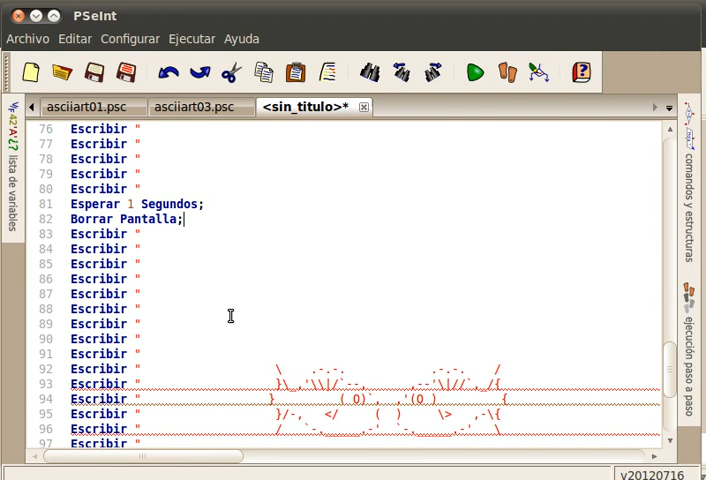 PSeInt
Archivo Editar Configurar Ejecutar Ayuda
asciiart01.psc asciiart03.psc <sin_titulo>*
lista de variables
76 Escribir "
77 Escribir "
78 Escribir "
79 Escribir "
80 Escribir "
81 Esperar 1 Segundos;
82 Borrar Pantalla;
83 Escribir "
84 Escribir "
85 Escribir "
86 Escribir "
87 Escribir "
88 Escribir "
89 Escribir "
90 Escribir "
91 Escribir "
92 Escribir " \ .-.-. .-.-. /
93 Escribir " }\_,'\\|/`--, ,--'\|//`,_/{
94 Escribir " } ( O)`, ,'(O ) {
95 Escribir " }/-, </ ( ) \> ,-\{
96 Escribir " / `-.______.-' `-.______.-' \
97 Escribir "
comandos y estructuras
ejecución paso a paso
v20120716